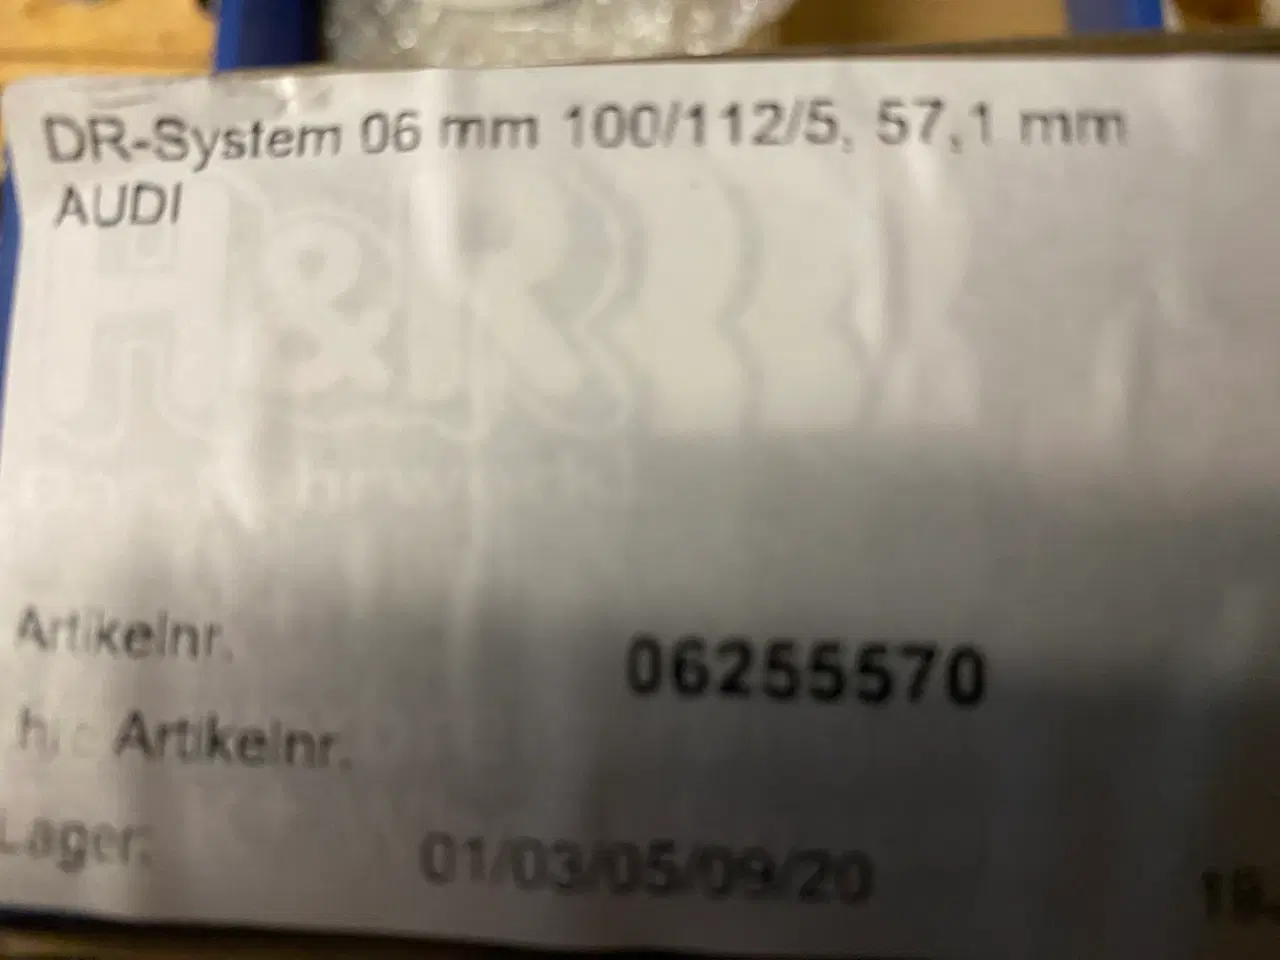 DR-System 06 mm 100/112/5, 57,1 mm
AUDI
H&R
Artikelnr.
06255570
Artikelnr.
Lager:
01/03/05/09/20